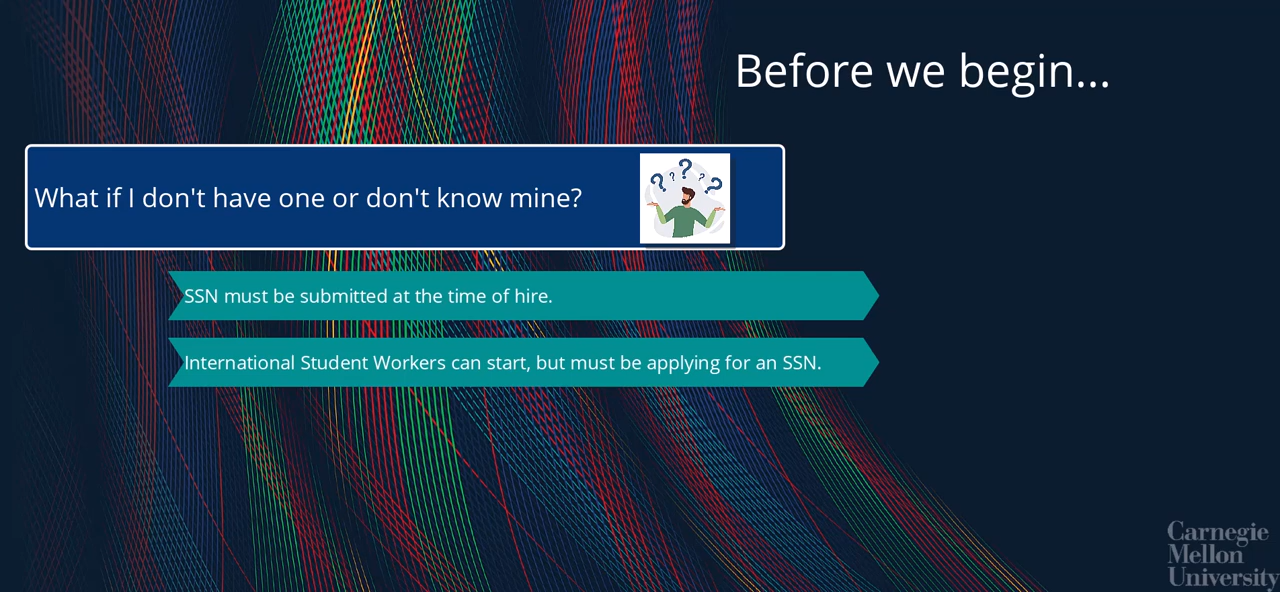 Before we begin...
What if I don't have one or don't know mine?
SSN must be submitted at the time of hire.
International Student Workers can start, but must be applying for an SSN.
Carnegie
Mellon
University